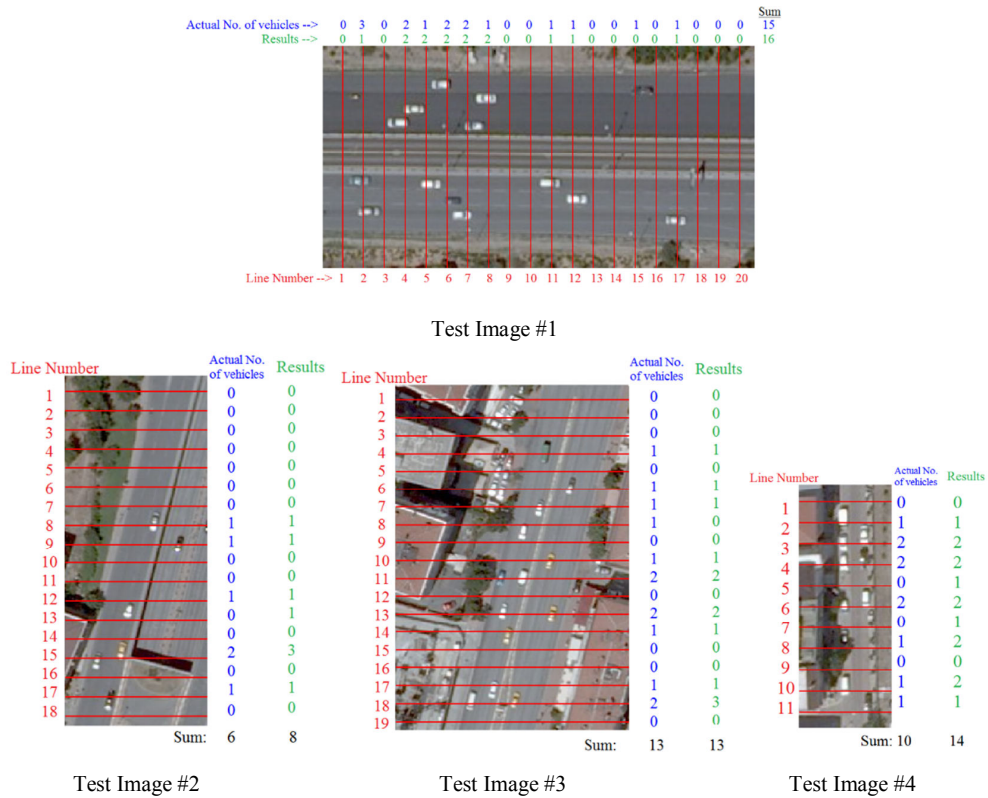 Sum
Actual No. of vehicles --> 0 3 0 2 1 2 2 1 0 0 1 1 0 0 1 0 1 0 0 0 15
Results --> 0 1 0 2 2 2 2 2 0 0 1 1 0 0 0 0 1 0 0 0 16
Line Number --> 1 2 3 4 5 6 7 8 9 10 11 12 13 14 15 16 17 18 19 20
Test Image #1
Line Number Actual No. of vehicles Results
1 0 0
2 0 0
3 0 0
4 0 0
5 0 0
6 0 0
7 0 0
8 1 1
9 1 1
10 0 0
11 0 0
12 1 1
13 0 1
14 0 0
15 2 3
16 0 0
17 1 1
18 0 0
Sum: 6 8
Test Image #2
Line Number Actual No. of vehicles Results
1 0 0
2 0 0
3 0 0
4 1 1
5 0 0
6 1 1
7 1 1
8 1 0
9 0 0
10 1 1
11 2 2
12 0 0
13 2 2
14 1 1
15 0 0
16 0 0
17 1 1
18 2 3
19 0 0
Sum: 13 13
Test Image #3
Line Number Actual No. of vehicles Results
1 0 0
2 1 1
3 2 2
4 2 2
5 0 1
6 2 2
7 0 1
8 1 2
9 0 0
10 1 2
11 1 1
Sum: 10 14
Test Image #4